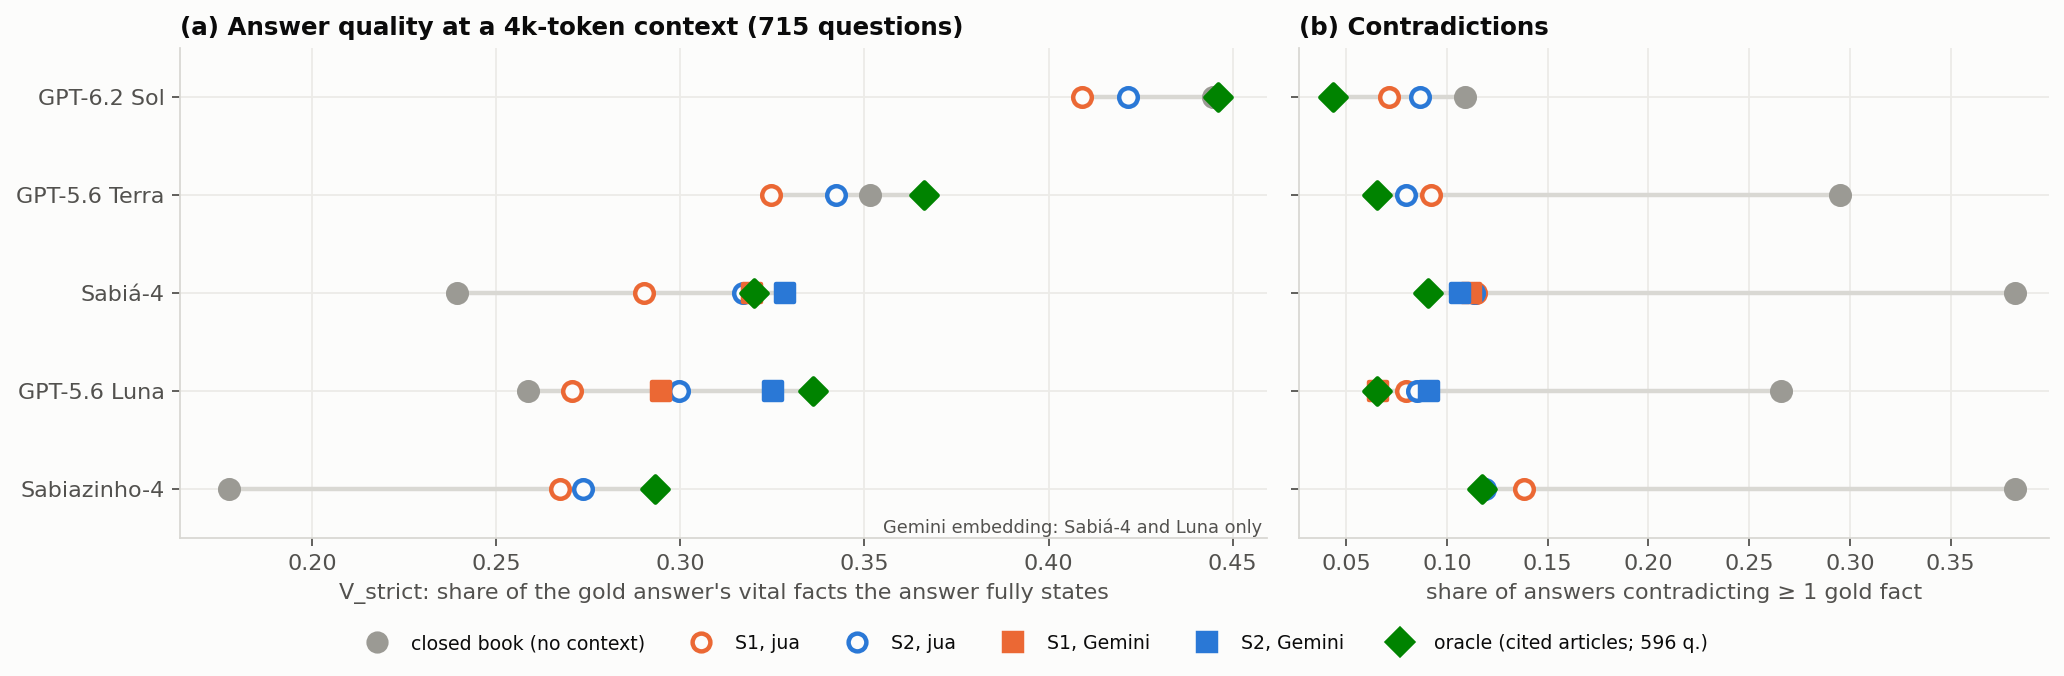 (a) Answer quality at a 4k-token context (715 questions)
(b) Contradictions
GPT-6.2 Sol
GPT-5.6 Terra
Sabiá-4
GPT-5.6 Luna
Sabiazinho-4
Gemini embedding: Sabiá-4 and Luna only
0.20 0.25 0.30 0.35 0.40 0.45
0.05 0.10 0.15 0.20 0.25 0.30 0.35
V_strict: share of the gold answer's vital facts the answer fully states
share of answers contradicting ≥ 1 gold fact
closed book (no context) S1, jua S2, jua S1, Gemini S2, Gemini oracle (cited articles; 596 q.)